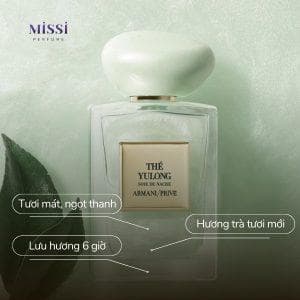 MISSI
PERFUME
THÉ
YULONG
SOIE DE NACRE
ARMANI/PRIVÉ
Tươi mát, ngọt thanh
Hương trà tươi mới
Lưu hương 6 giờ